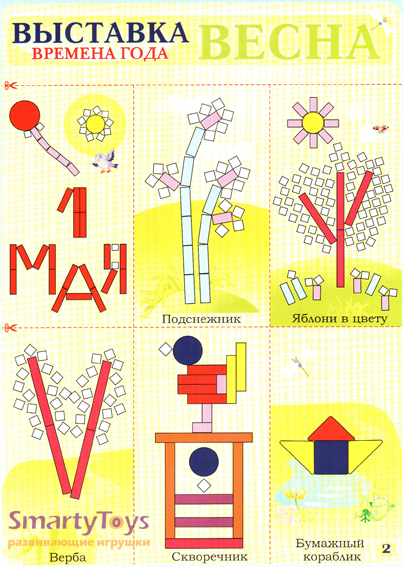 ВЫСТАВКА
ВРЕМЕНА ГОДА
ВЕСНА
1
МАЯ
Подснежник
Яблони в цвету
Верба
Скворечник
Бумажный
кораблик
2
SmartyToys
развивающие игрушки